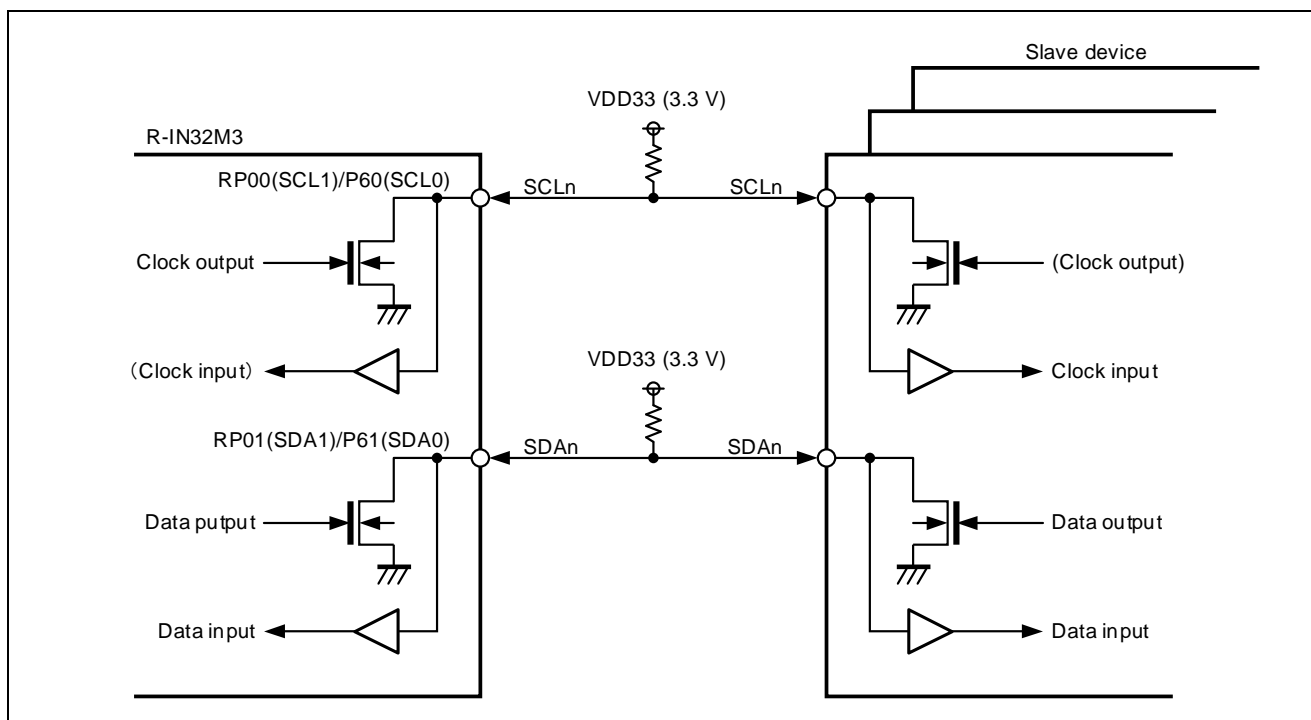 Slave device
VDD33 (3.3 V)
R-IN32M3
RP00(SCL1)/P60(SCL0)
SCLn
SCLn
Clock output
(Clock output)
（Clock input)
Clock input
VDD33 (3.3 V)
RP01(SDA1)/P61(SDA0)
SDAn
SDAn
Data putput
Data output
Data input
Data input